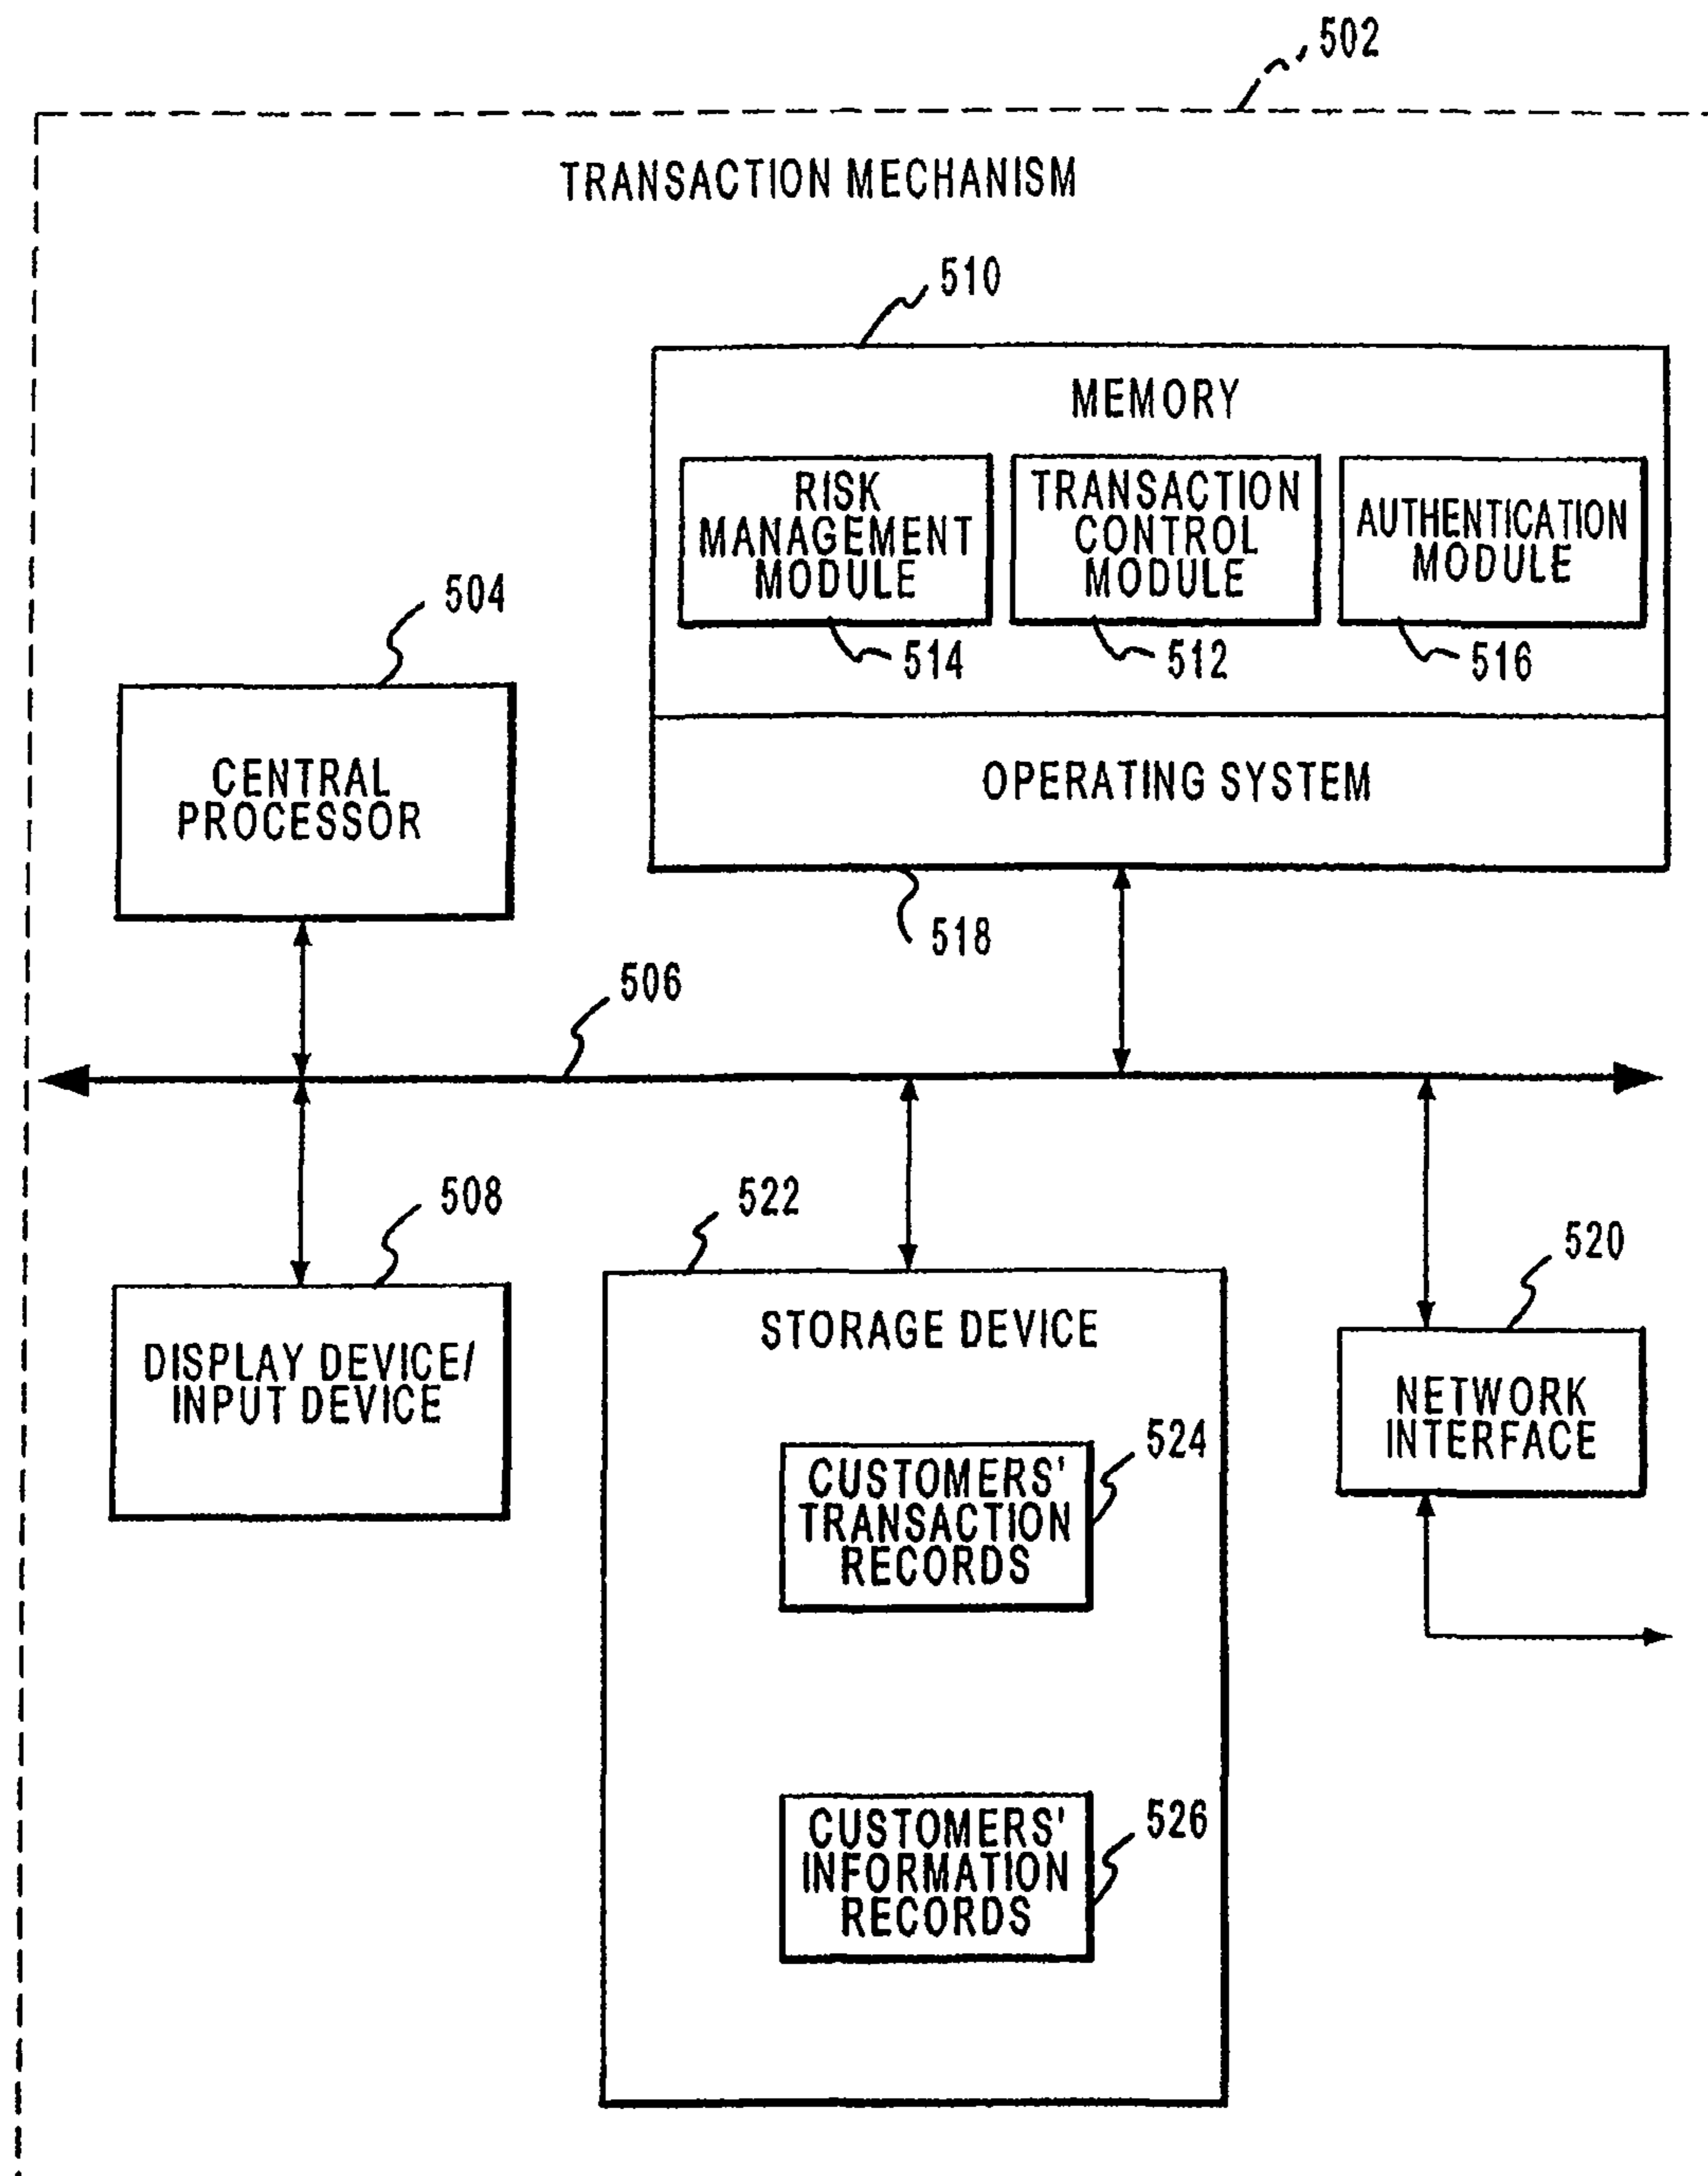 502
TRANSACTION MECHANISM
510
MEMORY
RISK
MANAGEMENT
MODULE
514
TRANSACTION
CONTROL
MODULE
512
AUTHENTICATION
MODULE
516
504
CENTRAL
PROCESSOR
OPERATING SYSTEM
518
506
508
DISPLAY DEVICE/
INPUT DEVICE
522
STORAGE DEVICE
524
CUSTOMERS'
TRANSACTION
RECORDS
526
CUSTOMERS'
INFORMATION
RECORDS
520
NETWORK
INTERFACE